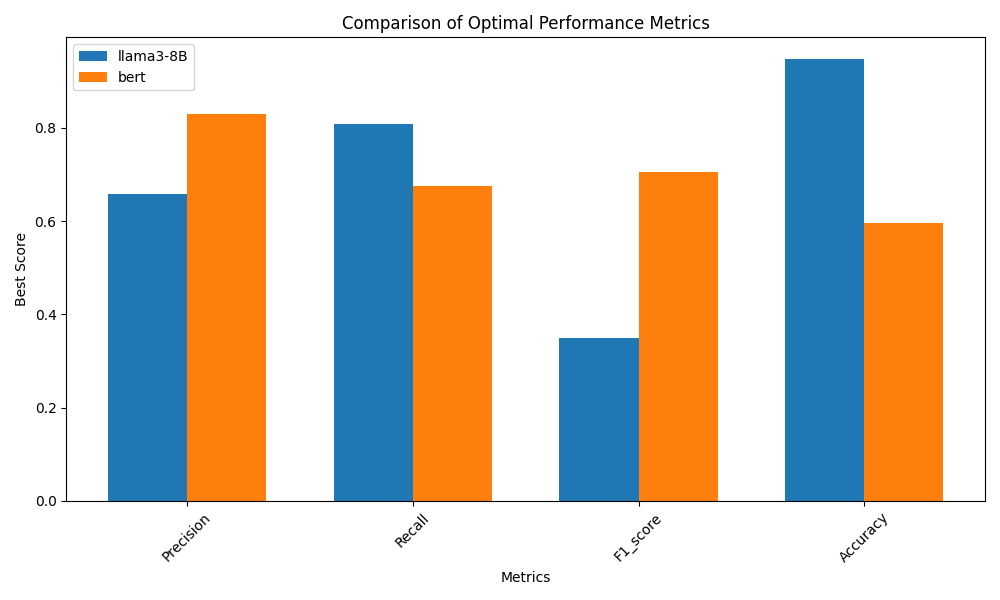 Comparison of Optimal Performance Metrics
llama3-8B
bert
Best Score
0.8
0.6
0.4
0.2
0.0
Precision
Recall
F1_score
Accuracy
Metrics